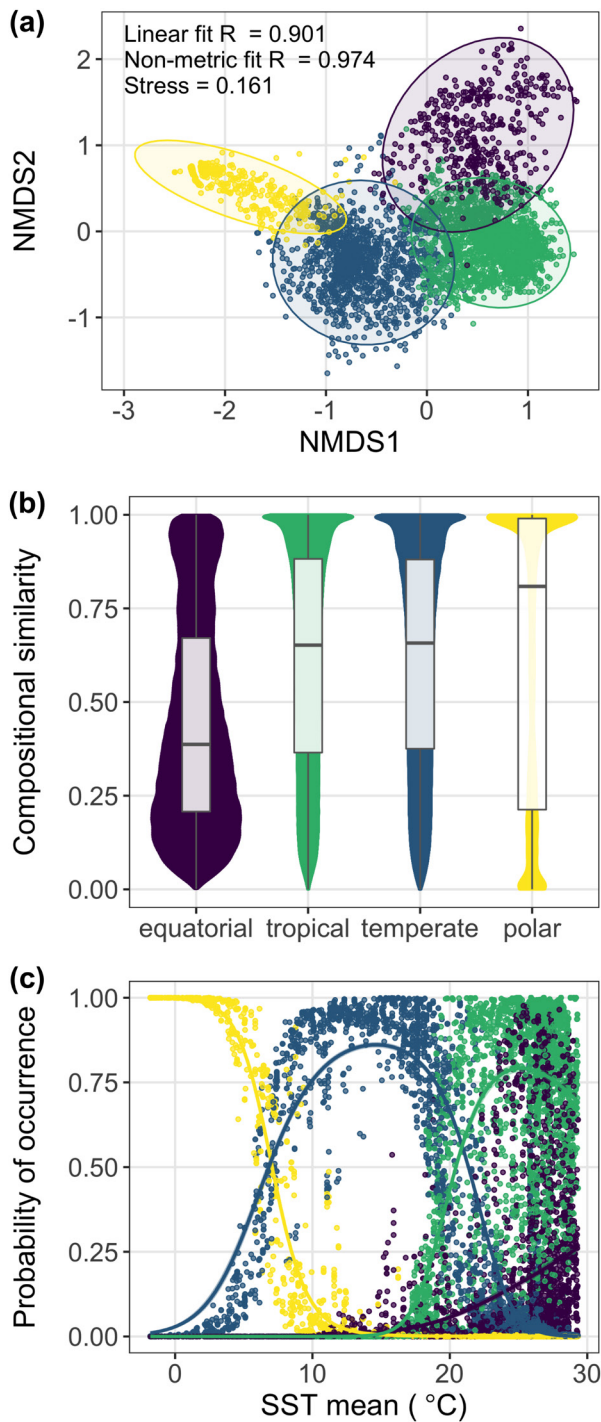 (a)
Linear fit R = 0.901
Non-metric fit R = 0.974
Stress = 0.161
NMDS2
2
1
0
-1
-3 -2 -1 0 1
NMDS1
(b)
Compositional similarity
1.00
0.75
0.50
0.25
0.00
equatorial tropical temperate polar
(c)
Probability of occurrence
1.00
0.75
0.50
0.25
0.00
0 10 20 30
SST mean ( °C)